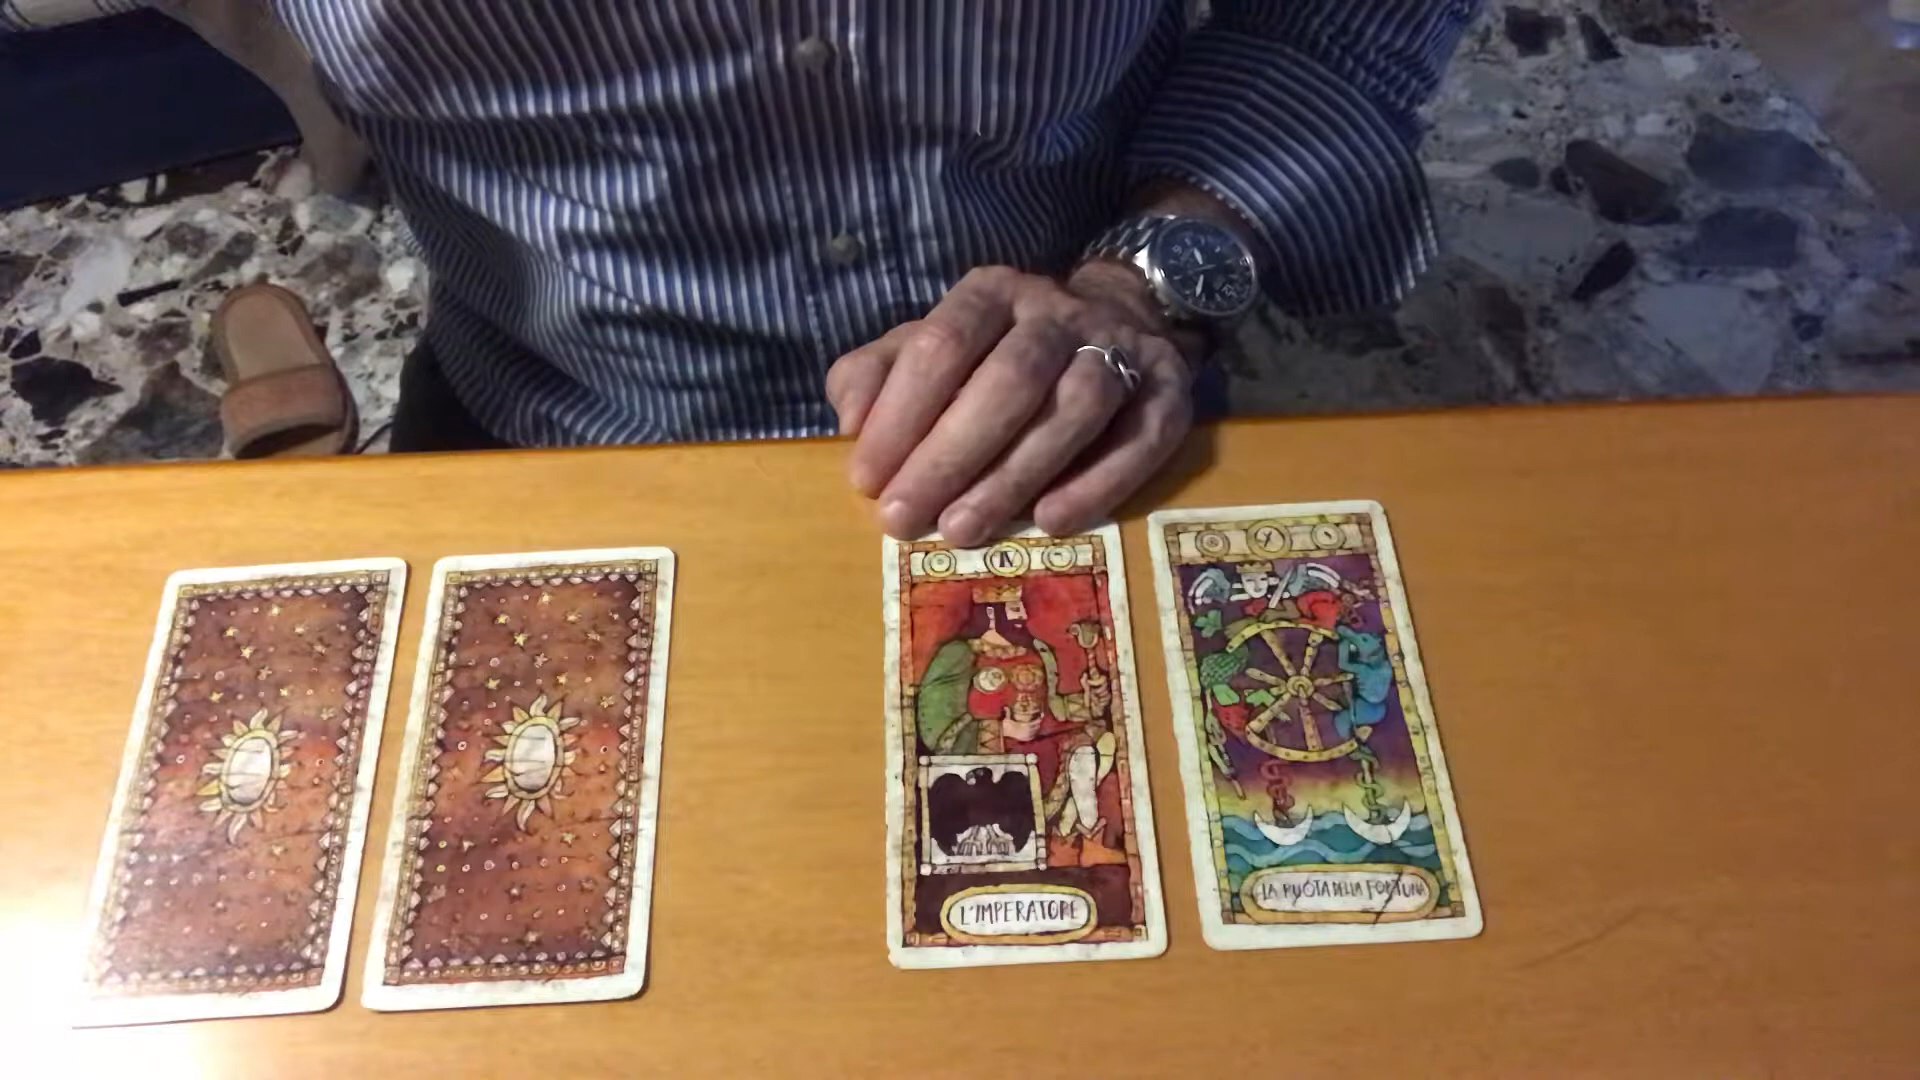 IV
X
L'IMPERATORE
LA RUOTA DELLA FORTUNA